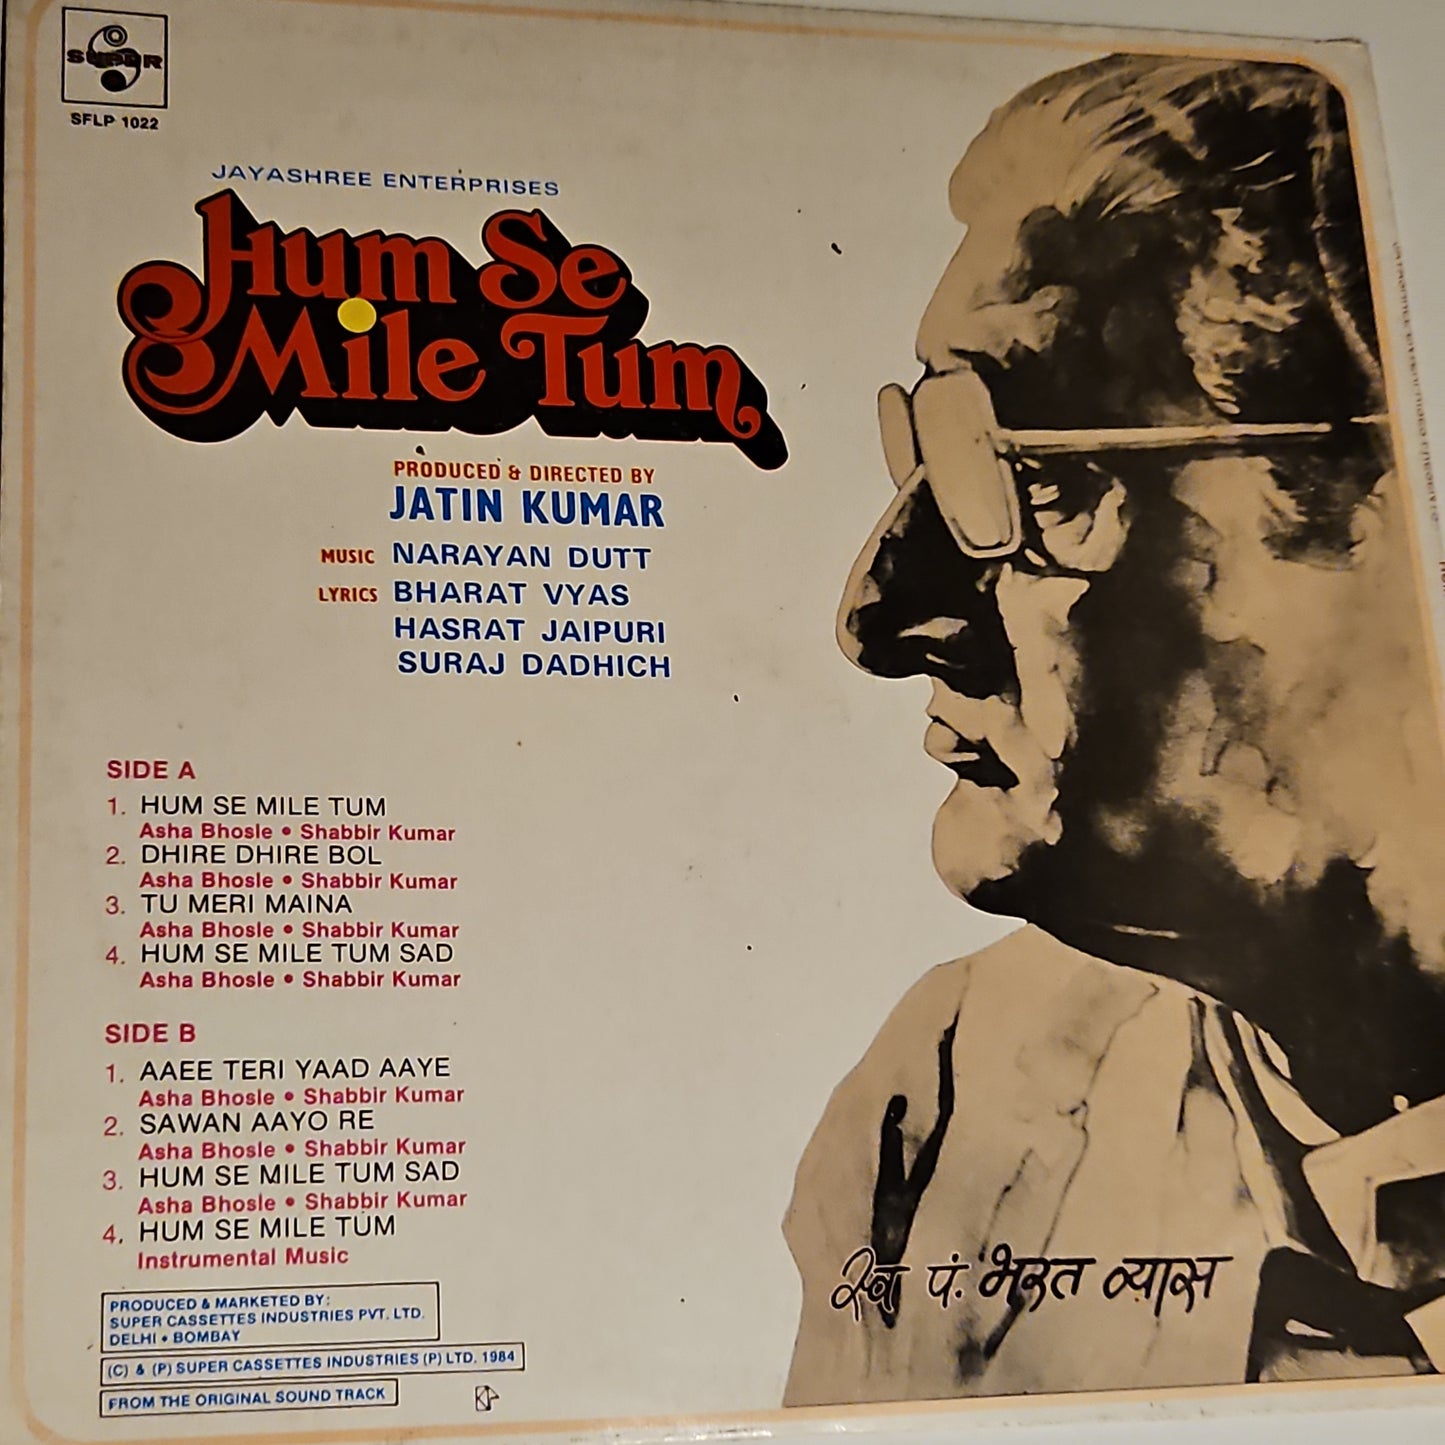 SUPER
SFLP 1022
JAYASHREE ENTERPRISES
Hum Se
Mile Tum
PRODUCED & DIRECTED BY
JATIN KUMAR
MUSIC NARAYAN DUTT
LYRICS BHARAT VYAS
HASRAT JAIPURI
SURAJ DADHICH
SIDE A
1. HUM SE MILE TUM
Asha Bhosle • Shabbir Kumar
2. DHIRE DHIRE BOL
Asha Bhosle • Shabbir Kumar
3. TU MERI MAINA
Asha Bhosle • Shabbir Kumar
4. HUM SE MILE TUM SAD
Asha Bhosle • Shabbir Kumar
SIDE B
1. AAEE TERI YAAD AAYE
Asha Bhosle • Shabbir Kumar
2. SAWAN AAYO RE
Asha Bhosle • Shabbir Kumar
3. HUM SE MILE TUM SAD
Asha Bhosle • Shabbir Kumar
4. HUM SE MILE TUM
Instrumental Music
PRODUCED & MARKETED BY:
SUPER CASSETTES INDUSTRIES PVT. LTD.
DELHI • BOMBAY
(C) & (P) SUPER CASSETTES INDUSTRIES (P) LTD. 1984
FROM THE ORIGINAL SOUND TRACK
स्व पं. भरत व्यास